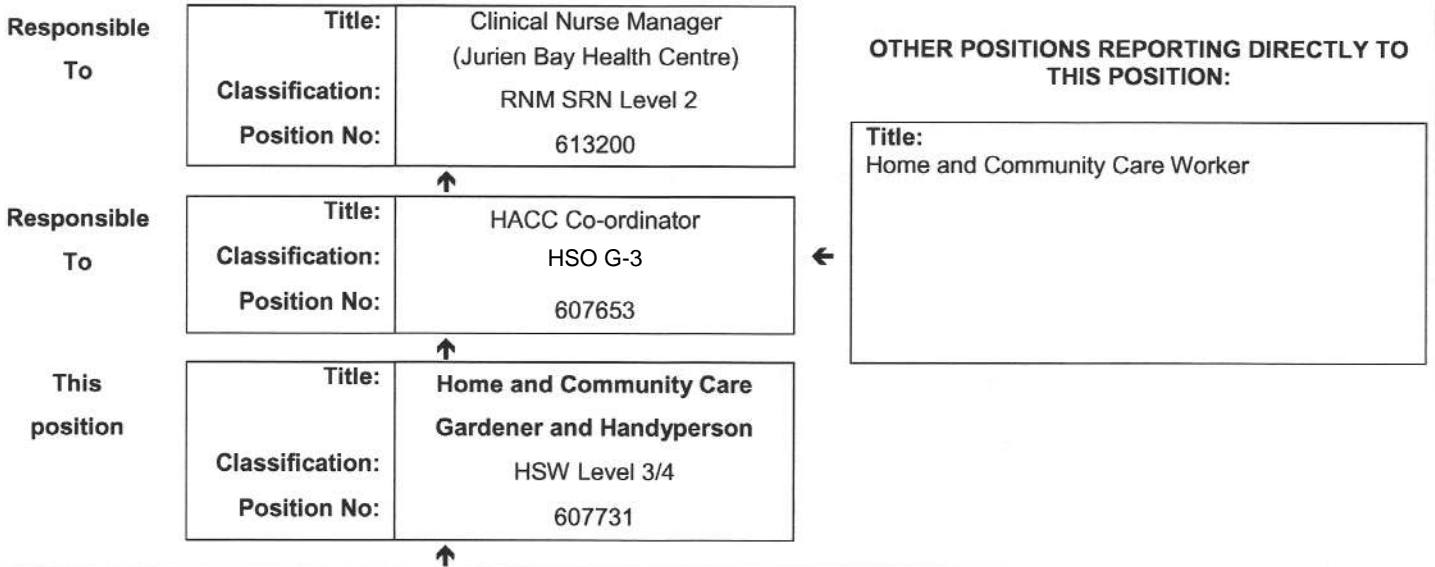 Responsible
To
Title: Clinical Nurse Manager
(Jurien Bay Health Centre)
Classification: RNM SRN Level 2
Position No: 613200
Responsible
To
Title: HACC Co-ordinator
Classification: HSO G-3
Position No: 607653
This
position
Title: Home and Community Care
Gardener and Handyperson
Classification: HSW Level 3/4
Position No: 607731
OTHER POSITIONS REPORTING DIRECTLY TO
THIS POSITION:
Title:
Home and Community Care Worker